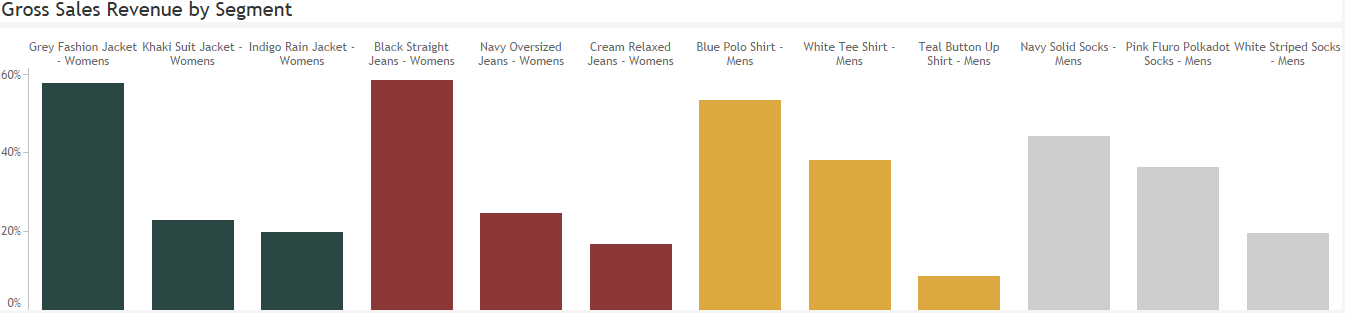 Gross Sales Revenue by Segment
Grey Fashion Jacket - Womens
Khaki Suit Jacket - Womens
Indigo Rain Jacket - Womens
Black Straight Jeans - Womens
Navy Oversized Jeans - Womens
Cream Relaxed Jeans - Womens
Blue Polo Shirt - Mens
White Tee Shirt - Mens
Teal Button Up Shirt - Mens
Navy Solid Socks - Mens
Pink Fluro Polkadot Socks - Mens
White Striped Socks - Mens
60%
40%
20%
0%